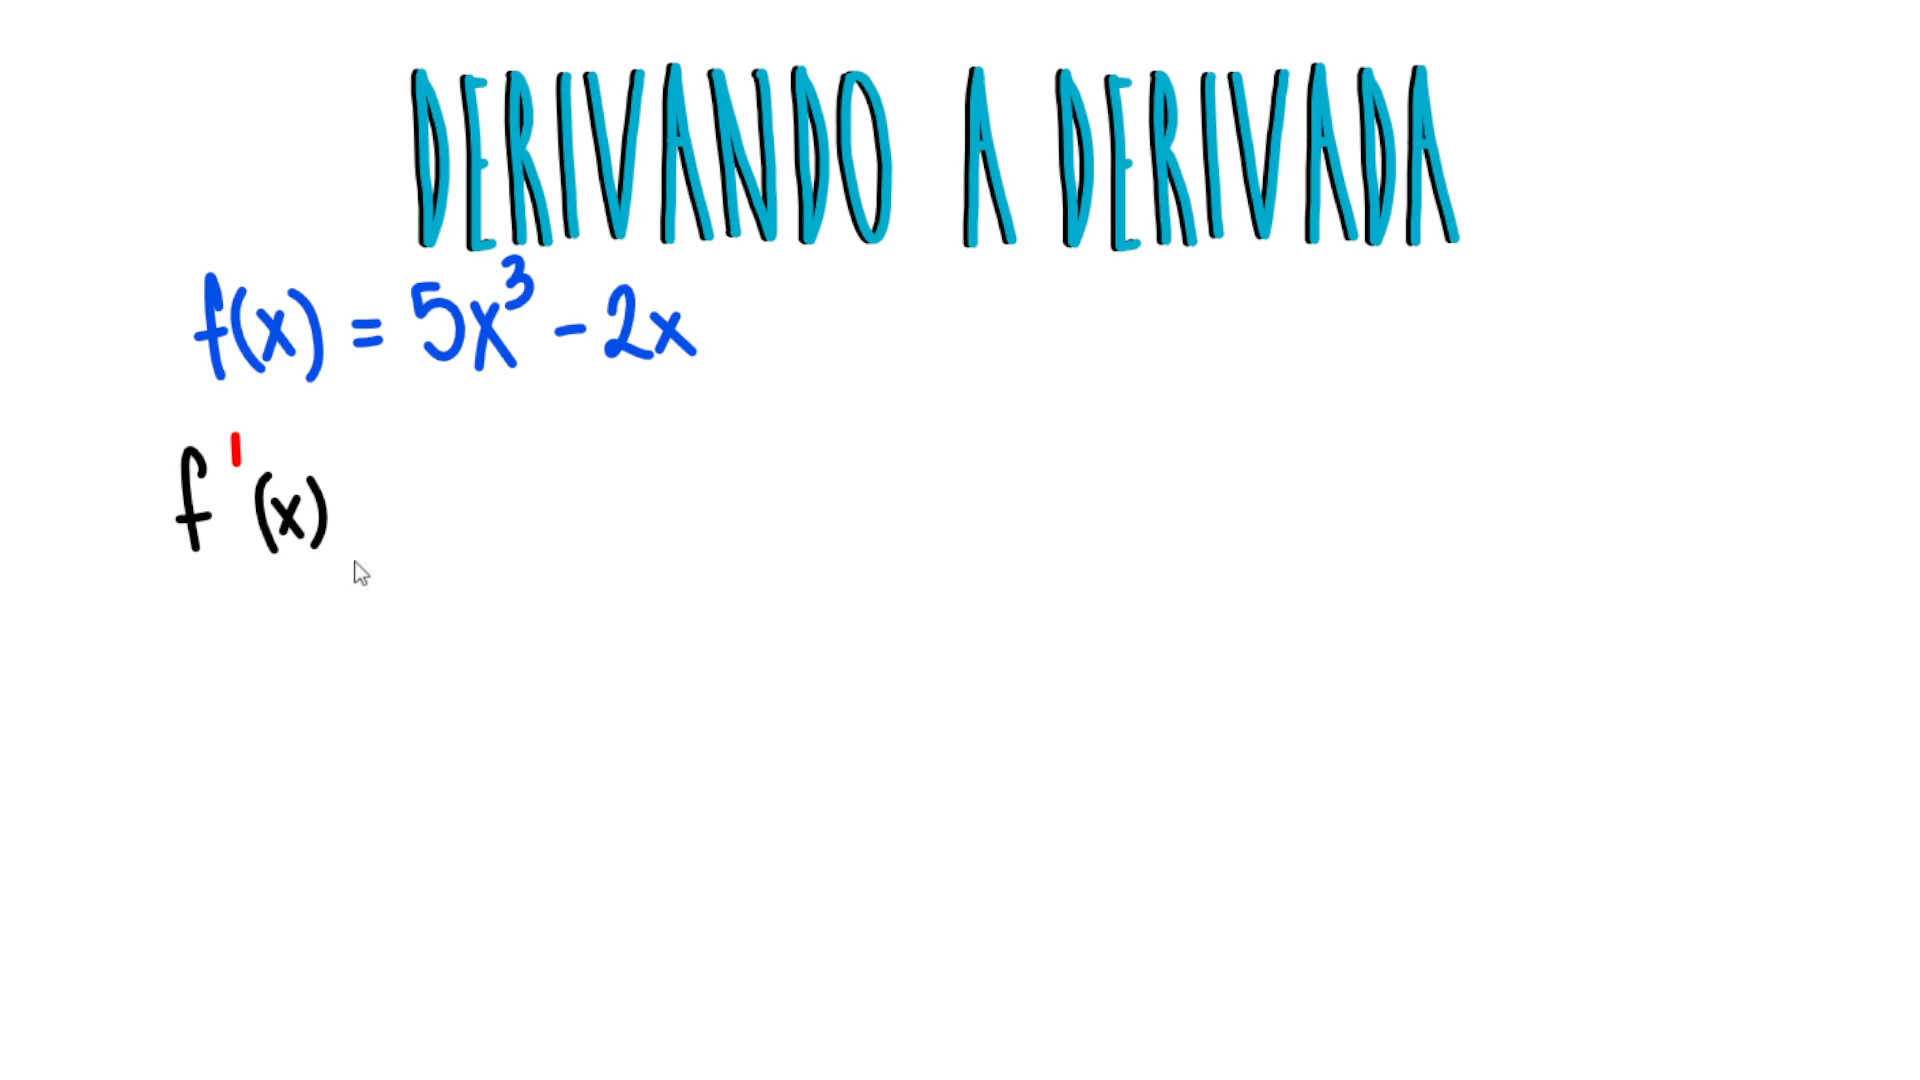 DERIVANDO A DERIVADA
f(x) = 5x³ - 2x
f'(x)